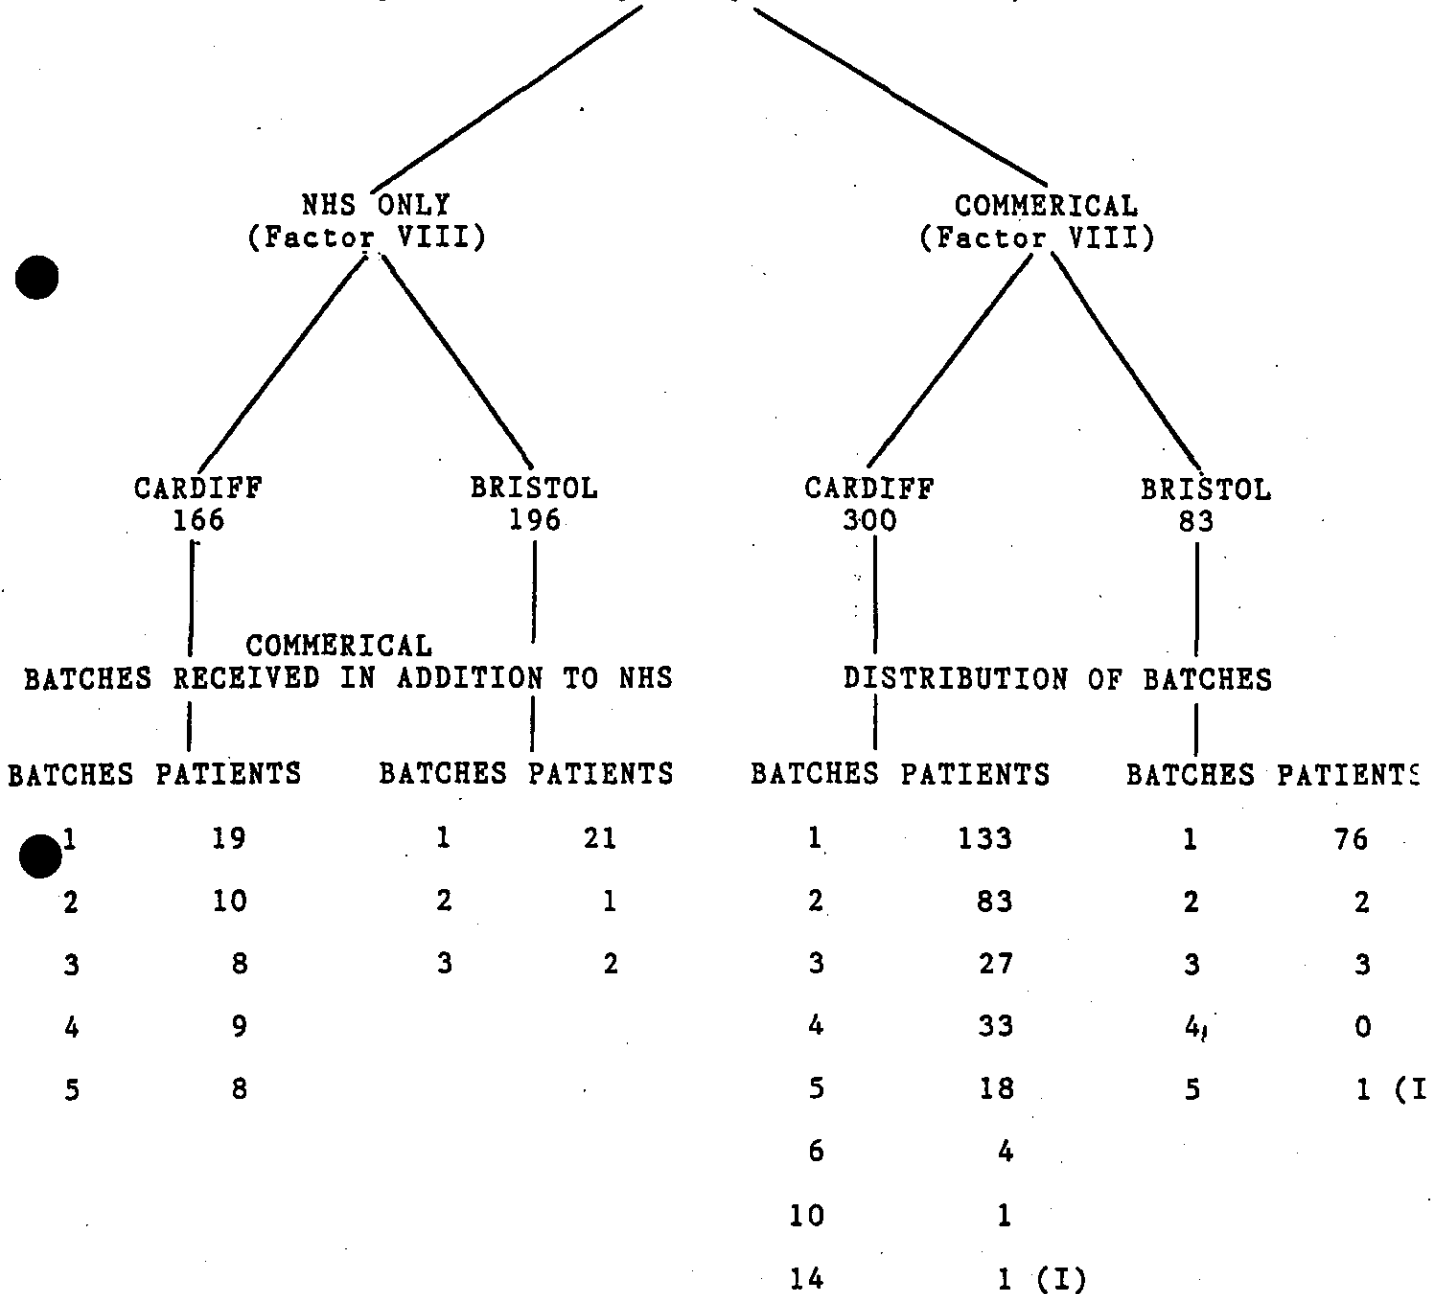 NHS ONLY COMMERICAL
(Factor VIII) (Factor VIII)
CARDIFF BRISTOL CARDIFF BRISTOL
166 196 300 83
COMMERICAL
BATCHES RECEIVED IN ADDITION TO NHS DISTRIBUTION OF BATCHES
BATCHES PATIENTS BATCHES PATIENTS BATCHES PATIENTS BATCHES PATIENTS
1 19 1 21 1 133 1 76
2 10 2 1 2 83 2 2
3 8 3 2 3 27 3 3
4 9 4 33 4 0
5 8 5 18 5 1 (I
6 4
10 1
14 1 (I)